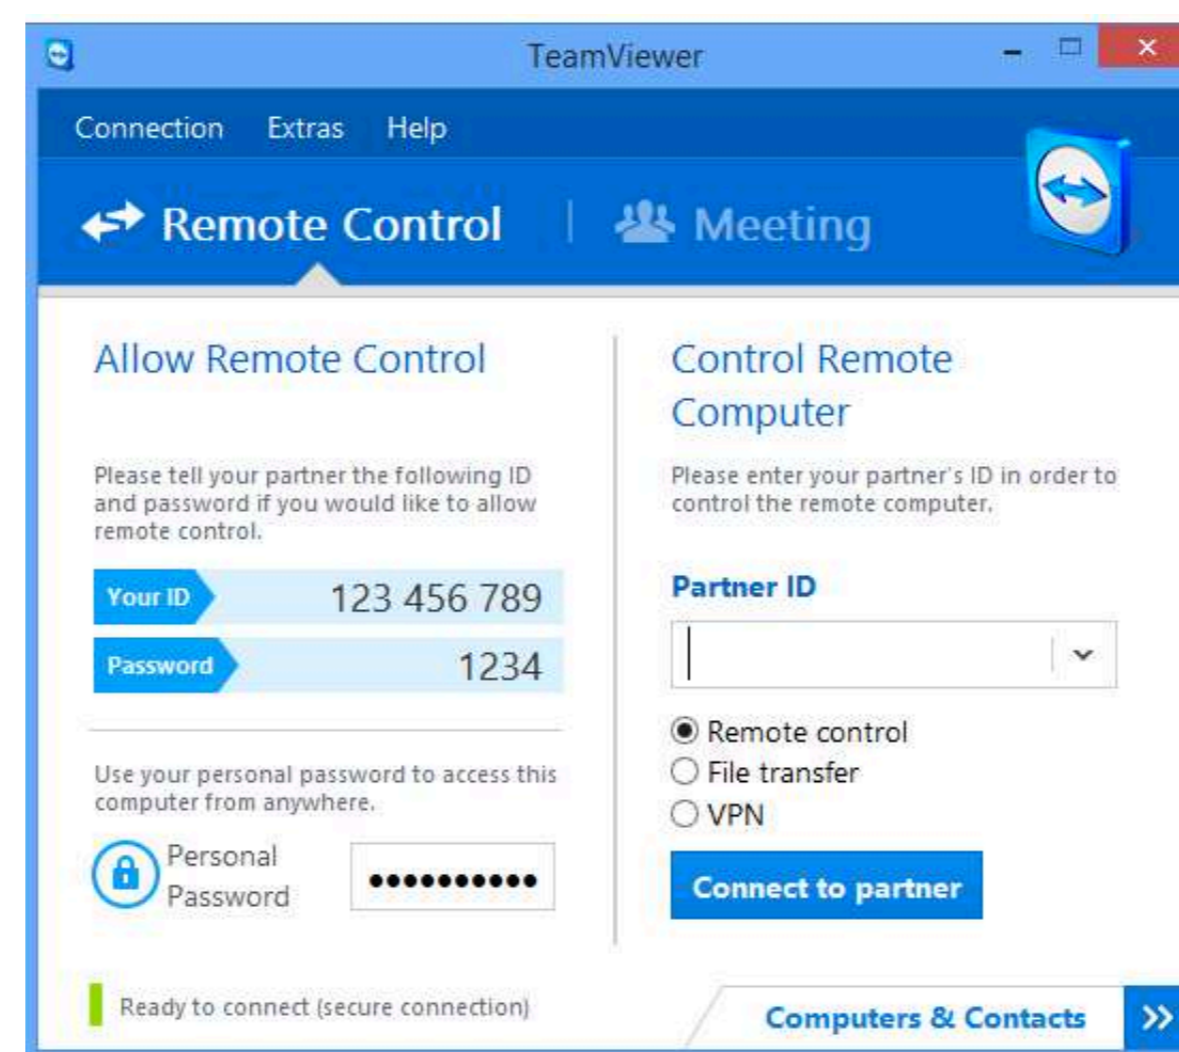 TeamViewer
Connection Extras Help
Remote Control
Meeting
Allow Remote Control
Please tell your partner the following ID
and password if you would like to allow
remote control.
Your ID 123 456 789
Password 1234
Use your personal password to access this
computer from anywhere.
Personal
Password
Ready to connect (secure connection)
Control Remote
Computer
Please enter your partner's ID in order to
control the remote computer.
Partner ID
Remote control
File transfer
VPN
Connect to partner
Computers & Contacts